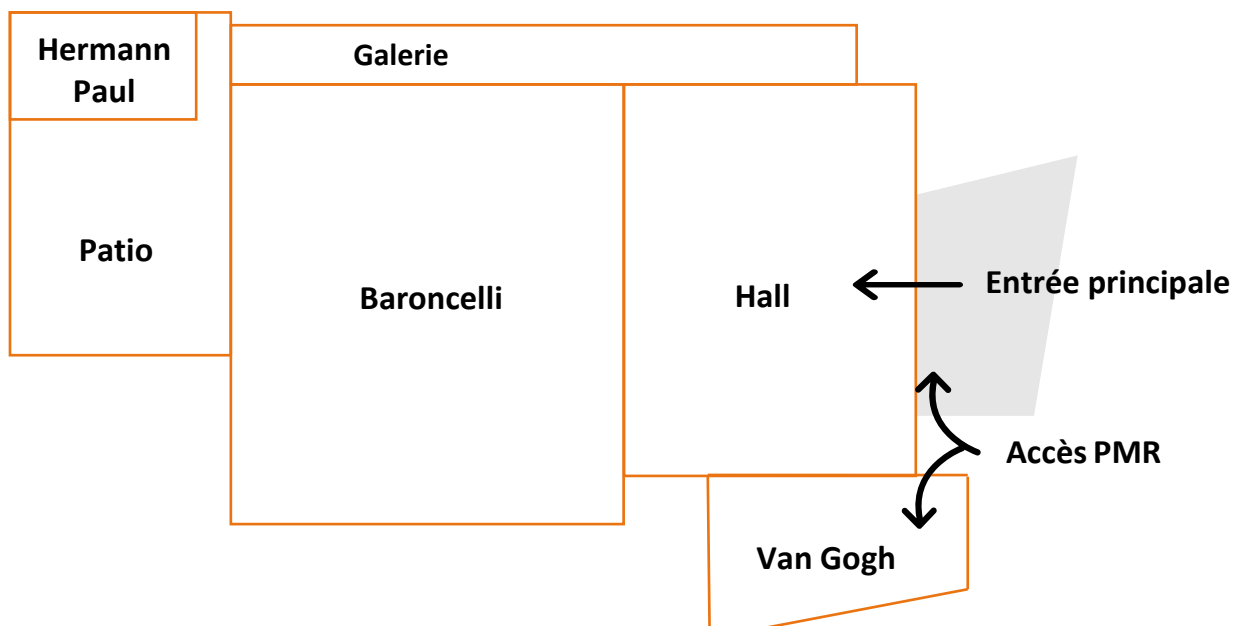 Hermann
Paul
Galerie
Patio
Baroncelli
Hall
Entrée principale
Accès PMR
Van Gogh